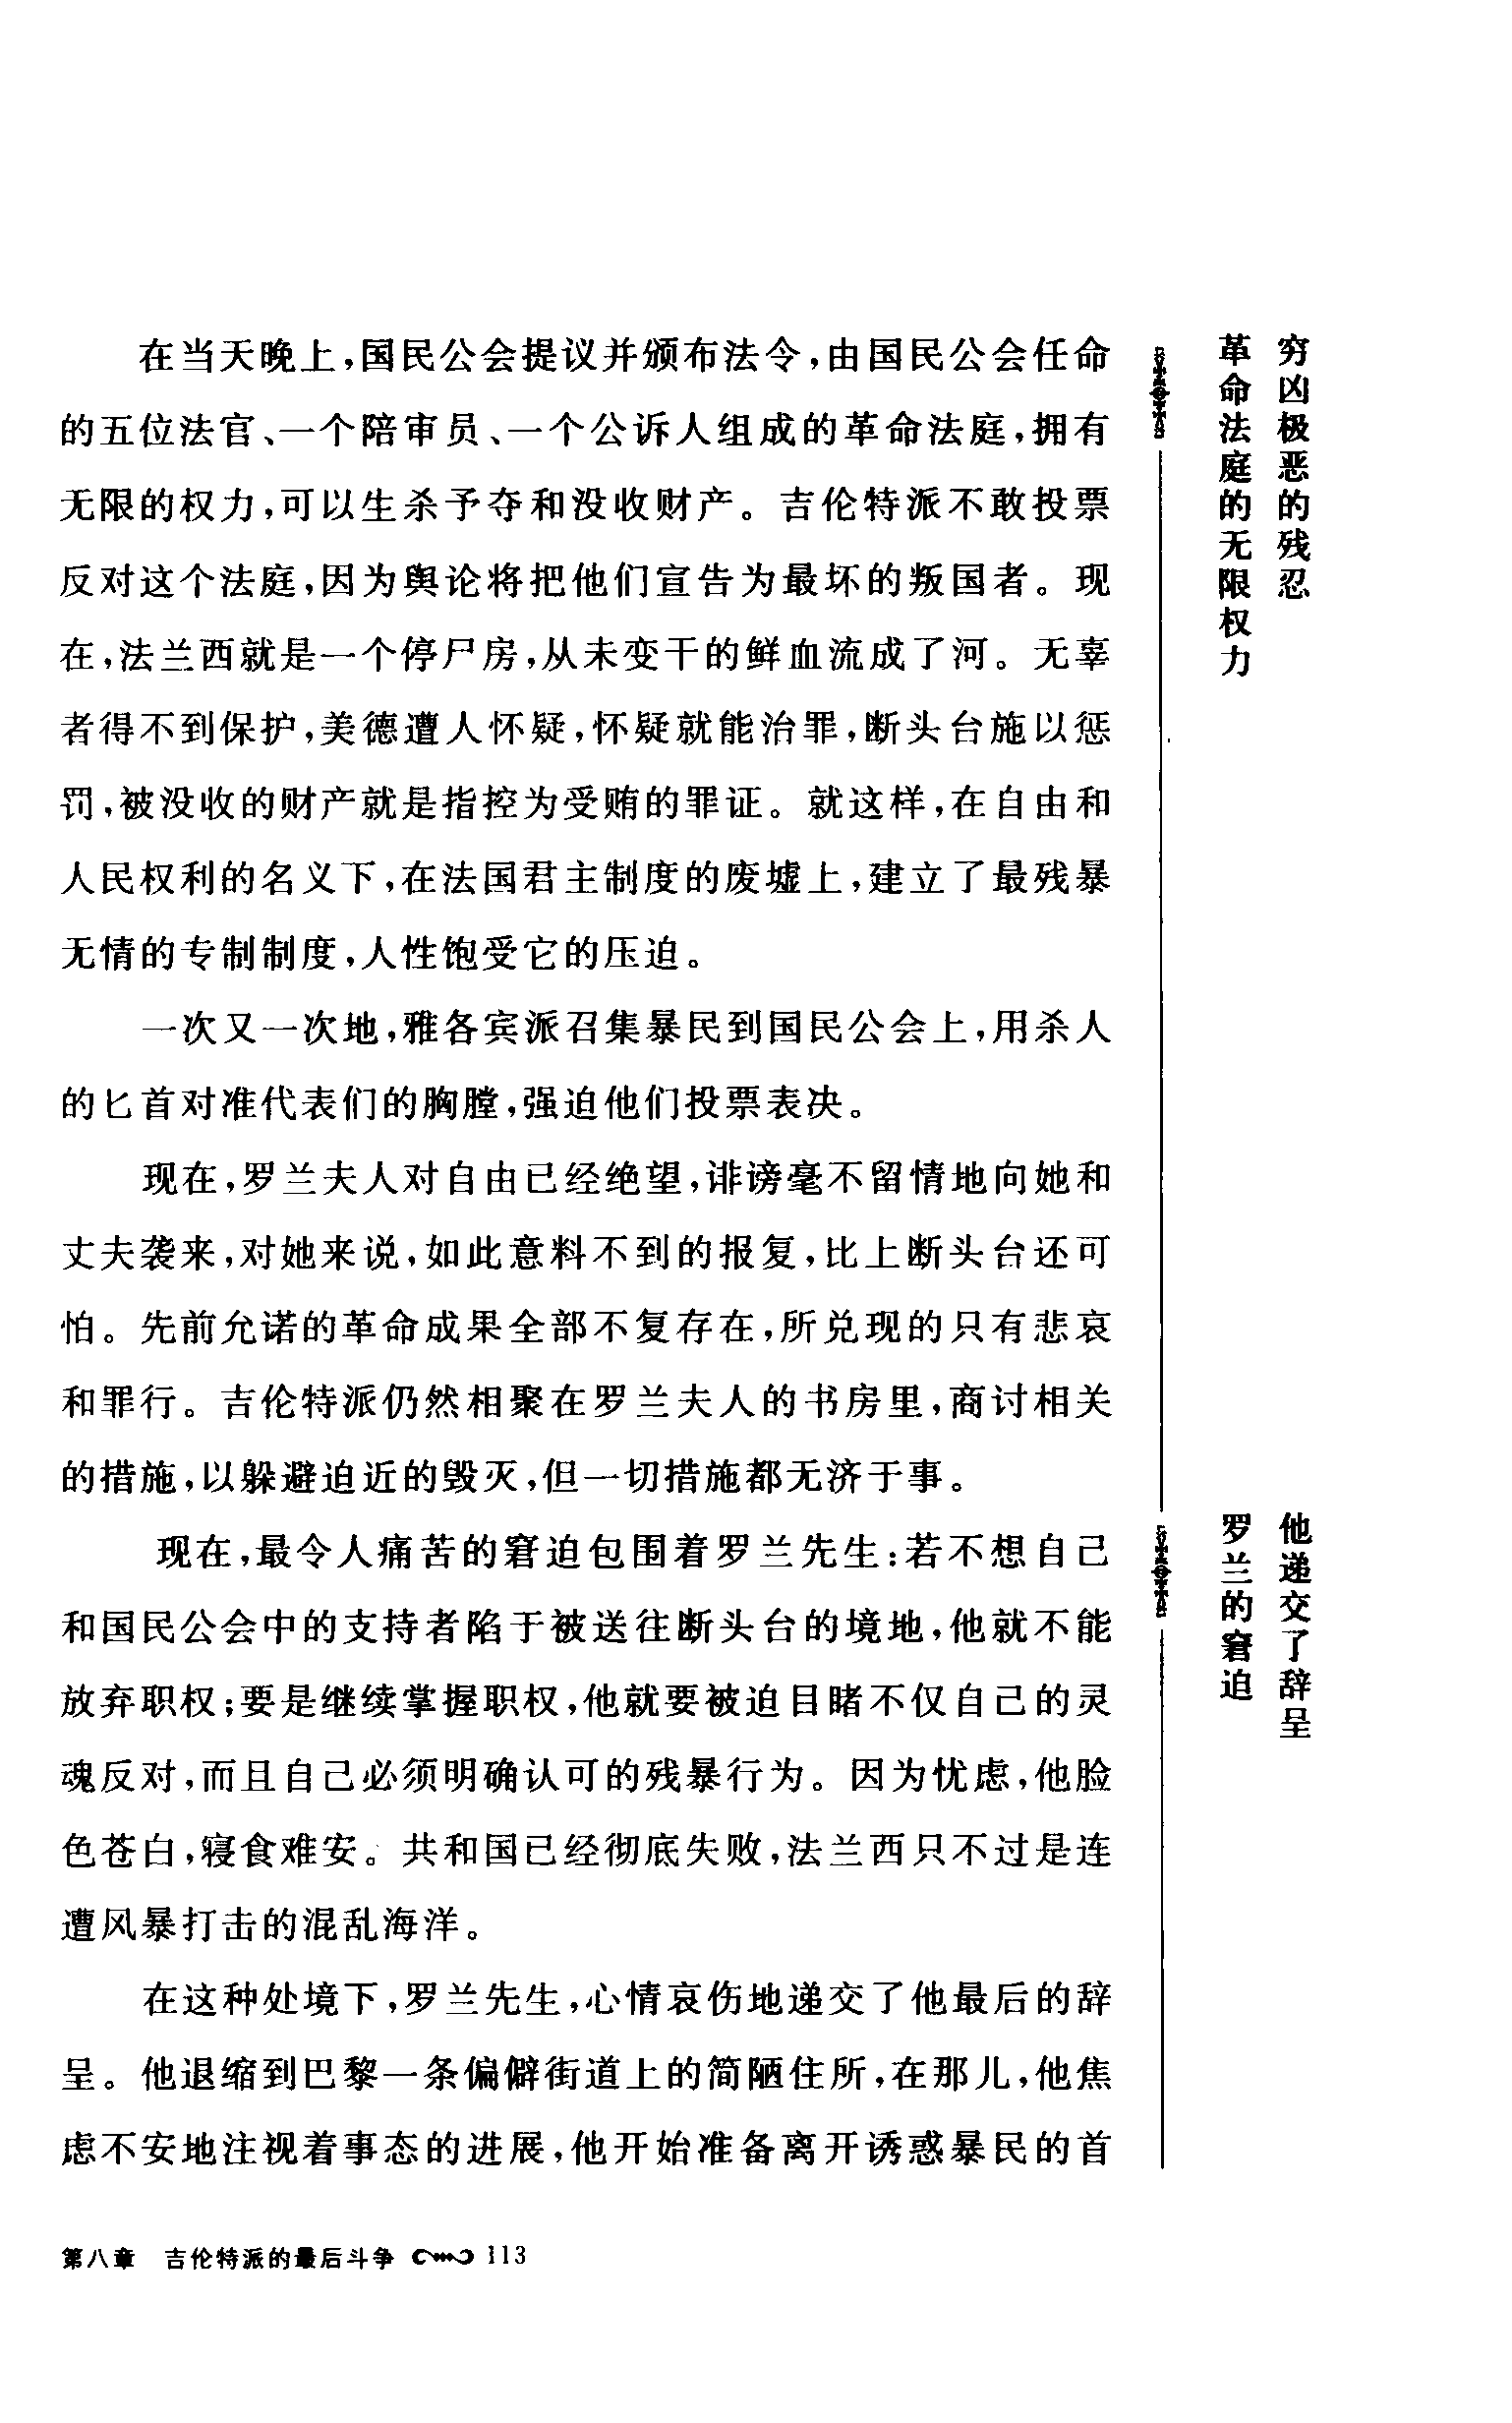 在当天晚上,国民公会提议并颁布法令,由国民公会任命
的五位法官、一个陪审员、一个公诉人组成的革命法庭,拥有
无限的权力,可以生杀予夺和没收财产。吉伦特派不敢投票
反对这个法庭,因为舆论将把他们宣告为最坏的叛国者。现
在,法兰西就是一个停尸房,从未变干的鲜血流成了河。无辜
者得不到保护,美德遭人怀疑,怀疑就能治罪,断头台施以惩
罚,被没收的财产就是指控为受贿的罪证。就这样,在自由和
人民权利的名义下,在法国君主制度的废墟上,建立了最残暴
无情的专制制度,人性饱受它的压迫。
一次又一次地,雅各宾派召集暴民到国民公会上,用杀人
的匕首对准代表们的胸膛,强迫他们投票表决。
现在,罗兰夫人对自由已经绝望,诽谤毫不留情地向她和
丈夫袭来,对她来说,如此意料不到的报复,比上断头台还可
怕。先前允诺的革命成果全部不复存在,所兑现的只有悲哀
和罪行。吉伦特派仍然相聚在罗兰夫人的书房里,商讨相关
的措施,以躲避迫近的毁灭,但一切措施都无济于事。
现在,最令人痛苦的窘迫包围着罗兰先生:若不想自己
和国民公会中的支持者陷于被送往断头台的境地,他就不能
放弃职权;要是继续掌握职权,他就要被迫目睹不仅自己的灵
魂反对,而且自己必须明确认可的残暴行为。因为忧虑,他脸
色苍白,寝食难安。共和国已经彻底失败,法兰西只不过是连
遭风暴打击的混乱海洋。
在这种处境下,罗兰先生,心情哀伤地递交了他最后的辞
呈。他退缩到巴黎一条偏僻街道上的简陋住所,在那儿,他焦
虑不安地注视着事态的进展,他开始准备离开诱惑暴民的首
革命法庭的无限权力
穷凶极恶的残忍
罗兰的窘迫
他递交了辞呈
第八章 吉伦特派的最后斗争 113